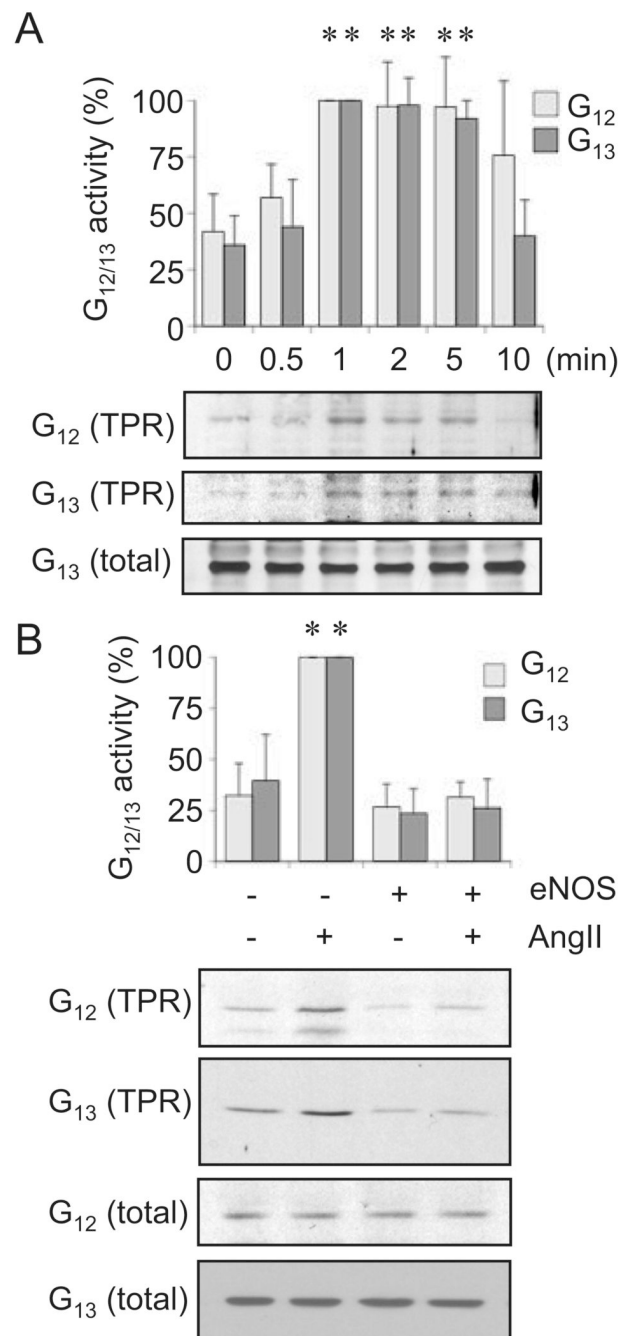 A
** ** **
G12/13 activity (%)
100
75
50
25
0
G12
G13
0 0.5 1 2 5 10 (min)
G12 (TPR)
G13 (TPR)
G13 (total)
B
* *
G12/13 activity (%)
100
75
50
25
0
G12
G13
- - + + eNOS
- + - + AngII
G12 (TPR)
G13 (TPR)
G12 (total)
G13 (total)